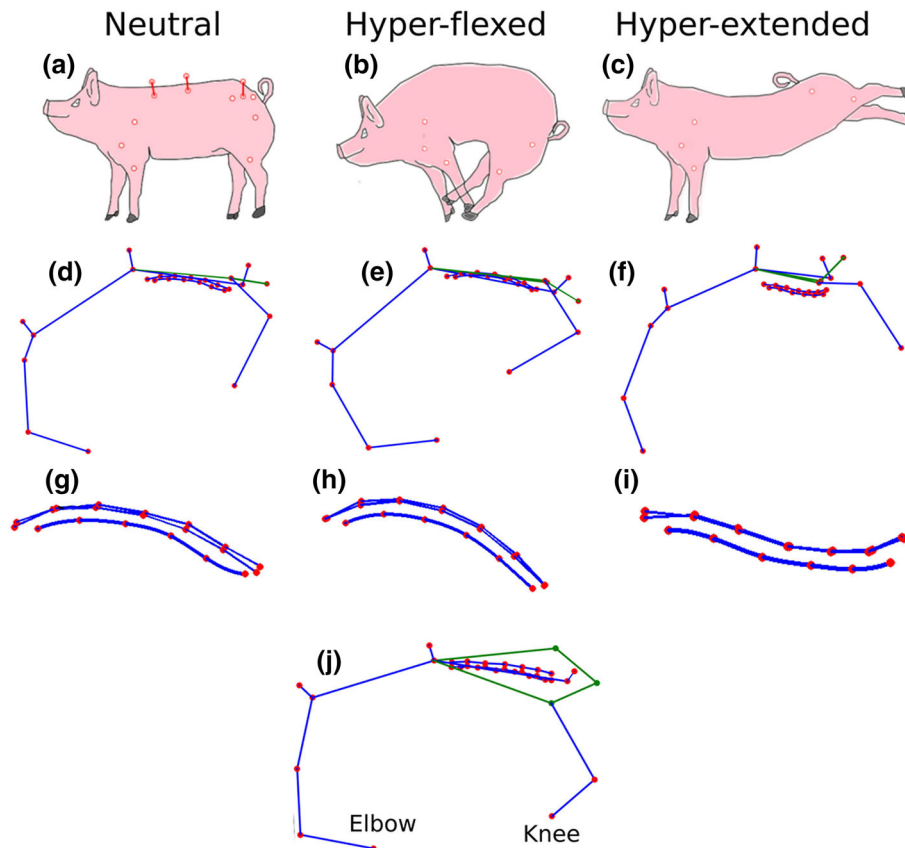 Neutral Hyper-flexed Hyper-extended
(a) (b) (c)
(d) (e) (f)
(g) (h) (i)
(j)
Elbow Knee